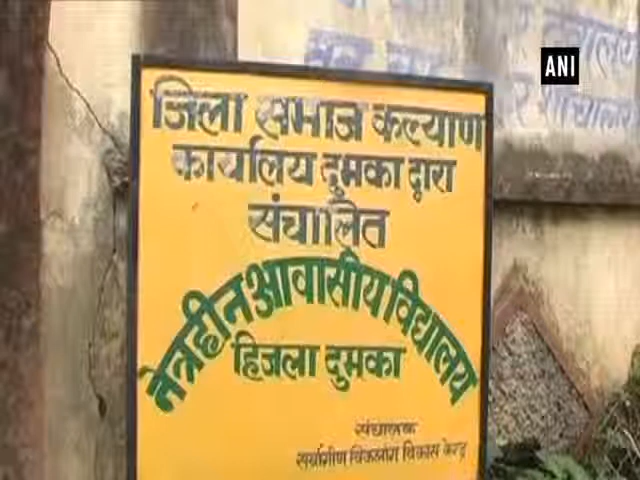 ANI
जिला समाज कल्याण
कार्यालय दुमका द्वारा
संचालित
नेत्रहीन आवासीय विद्यालय
हिजला दुमका
संचालक
सर्वांगीण विकलांग विकास केन्द्र